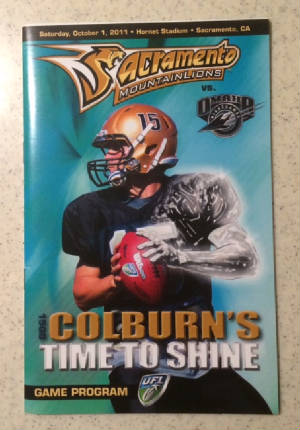 Saturday, October 1, 2011 • Hornet Stadium • Sacramento, CA
Sacramento
MOUNTAIN LIONS
vs.
OMAHA
15
COLBURN'S
TIME TO SHINE
GAME PROGRAM
UFL